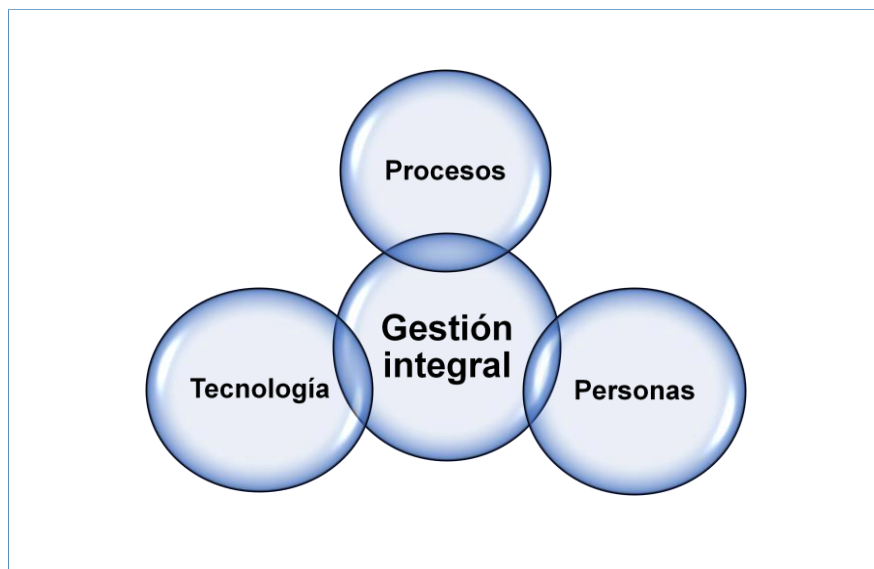 Procesos
Gestión
integral
Tecnología
Personas